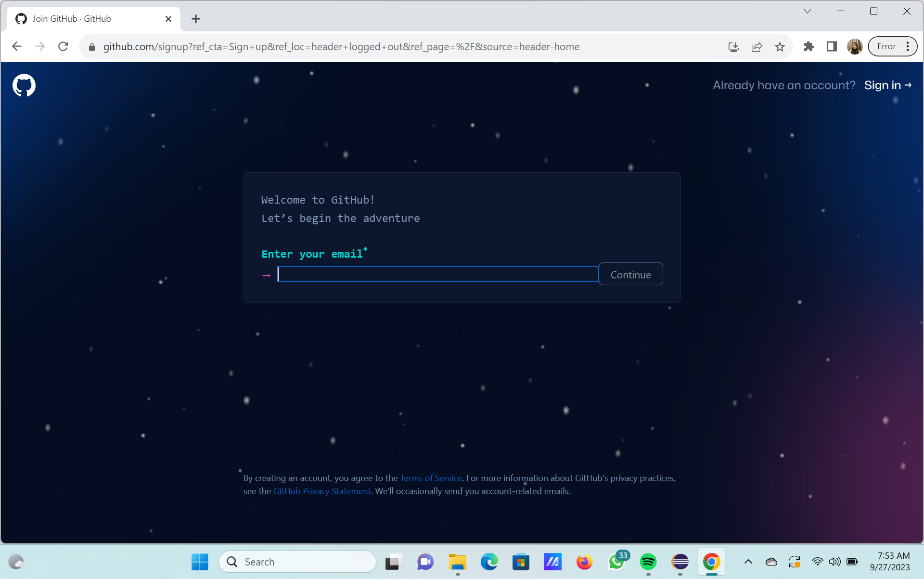 Join GitHub · GitHub
github.com/signup?ref_cta=Sign+up&ref_loc=header+logged+out&ref_page=%2F&source=header-home
Error
Already have an account? Sign in →
Welcome to GitHub!
Let’s begin the adventure
Enter your email*
→
Continue
By creating an account, you agree to the Terms of Service. For more information about GitHub's privacy practices,
see the GitHub Privacy Statement. We'll occasionally send you account-related emails.
Search
33
7:53 AM
9/27/2023